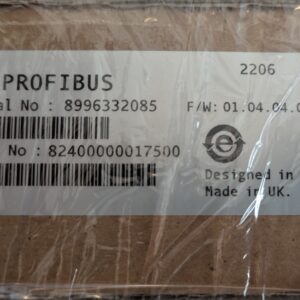 PROFIBUS
2206
al No : 8996332085
F/W: 01.04.04.0
No : 82400000017500
e
Designed in
Made in UK.